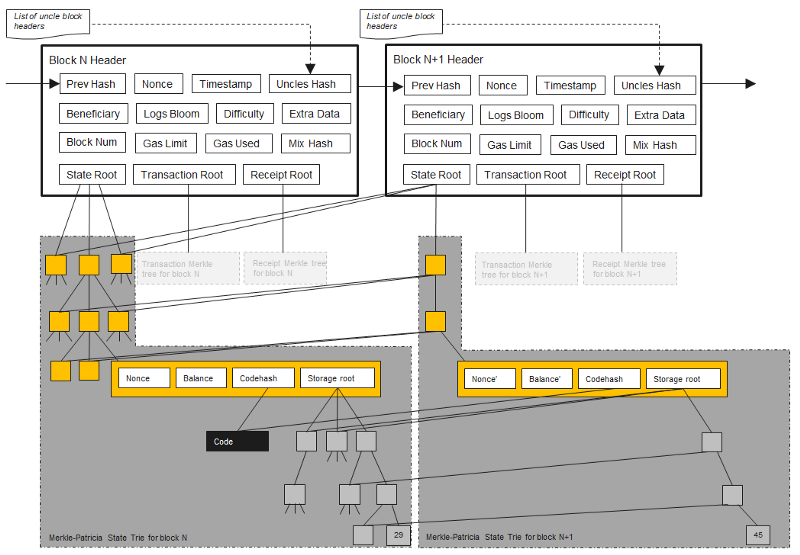 List of uncle block
headers
List of uncle block
headers
Block N Header
Prev Hash
Nonce
Timestamp
Uncles Hash
Beneficiary
Logs Bloom
Difficulty
Extra Data
Block Num
Gas Limit
Gas Used
Mix Hash
State Root
Transaction Root
Receipt Root
Block N+1 Header
Prev Hash
Nonce
Timestamp
Uncles Hash
Beneficiary
Logs Bloom
Difficulty
Extra Data
Block Num
Gas Limit
Gas Used
Mix Hash
State Root
Transaction Root
Receipt Root
Transaction Merkle
tree for block N
Receipt Merkle tree
for block N
Transaction Merkle
tree for block N+1
Receipt Merkle tree
for block N+1
Nonce
Balance
Codehash
Storage root
Nonce'
Balance'
Codehash
Storage root
Code
29
45
Merkle-Patricia State Trie for block N
Merkle-Patricia State Trie for block N+1